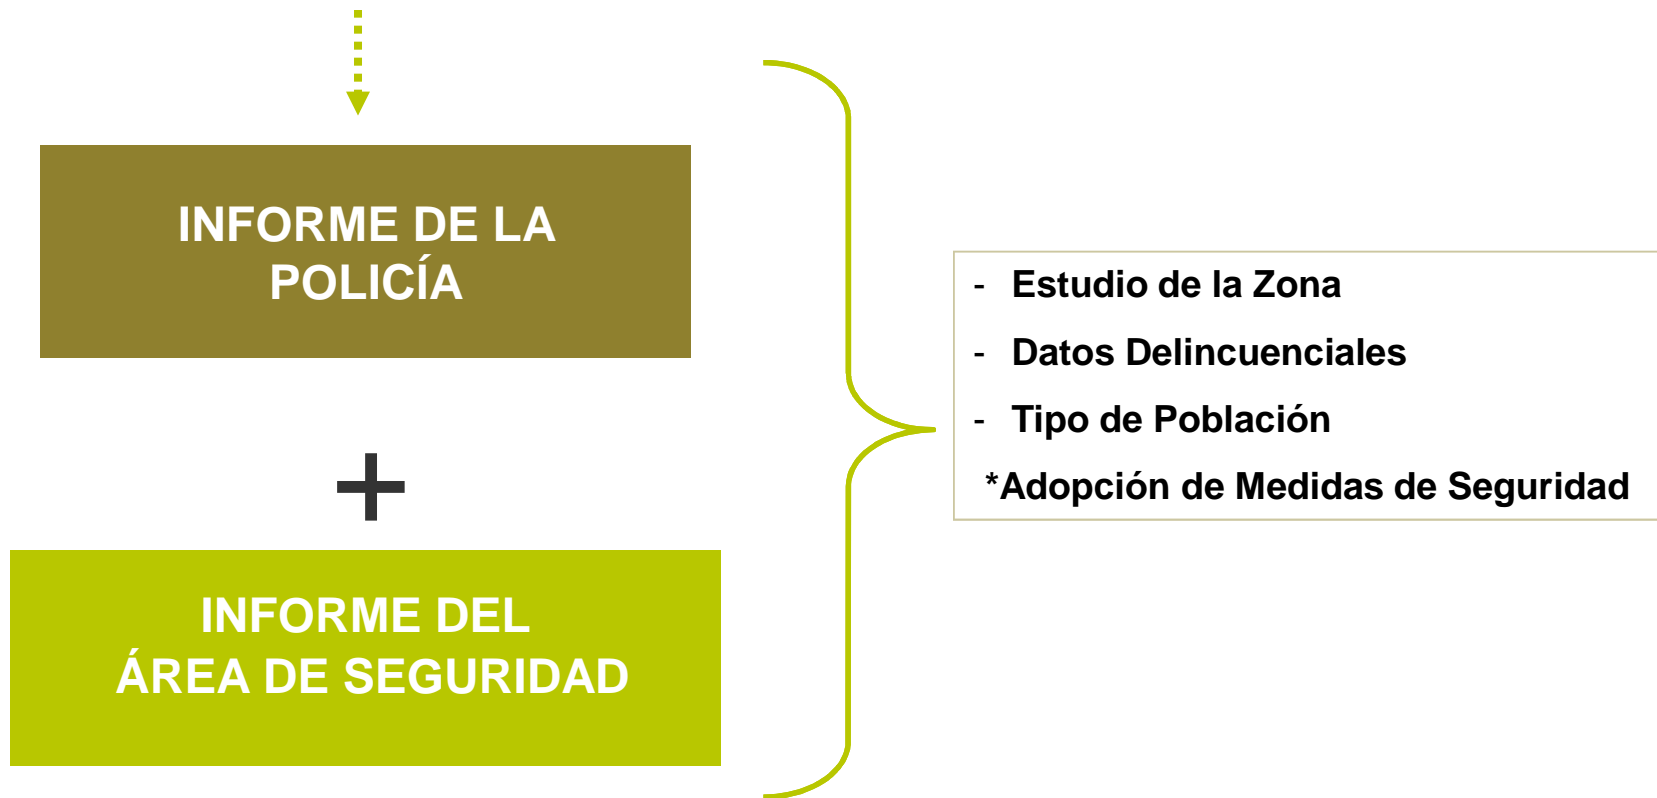 INFORME DE LA
POLICÍA
+
INFORME DEL
ÁREA DE SEGURIDAD
- Estudio de la Zona
- Datos Delincuenciales
- Tipo de Población
*Adopción de Medidas de Seguridad